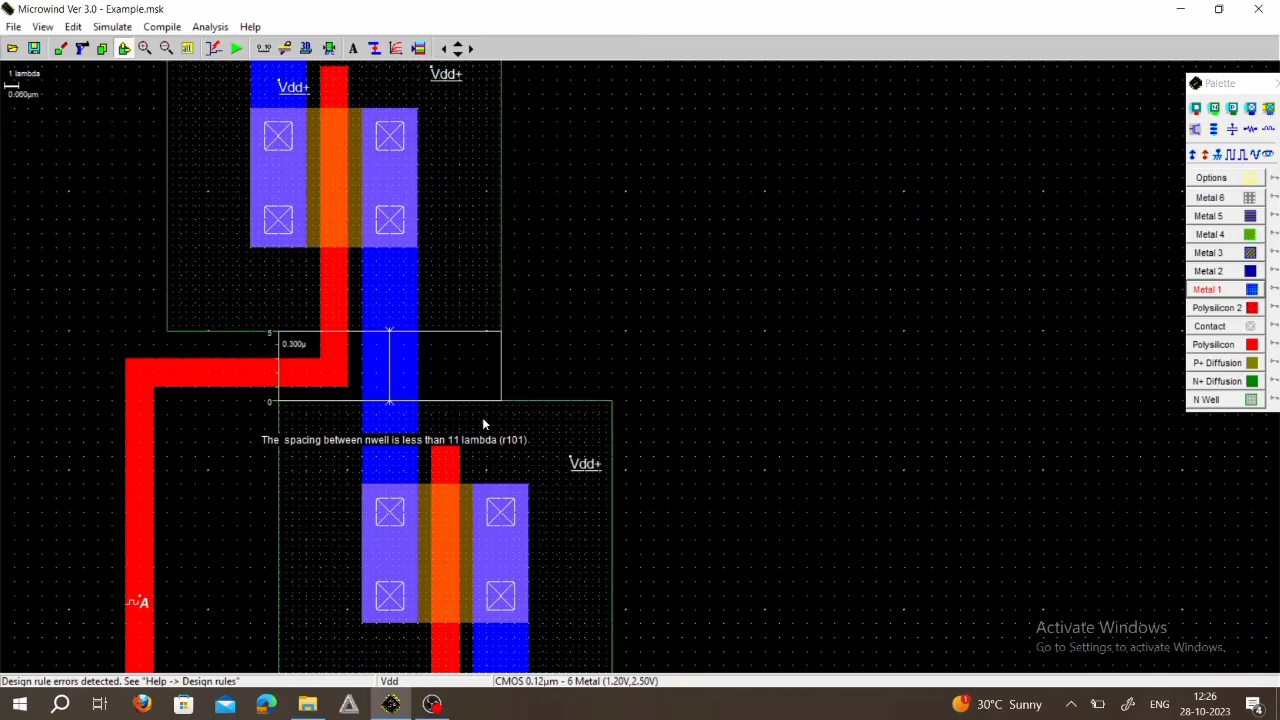 Microwind Ver 3.0 - Example.msk
File View Edit Simulate Compile Analysis Help
1 lambda
0.060µm
Vdd+
Vdd+
Palette
Options
Metal 6
Metal 5
Metal 4
Metal 3
Metal 2
Metal 1
Polysilicon 2
Contact
Polysilicon
P+ Diffusion
N+ Diffusion
N Well
5
0.300µ
0
The spacing between nwell is less than 11 lambda (r101).
Vdd+
A
Activate Windows
Go to Settings to activate Windows.
Design rule errors detected. See "Help -> Design rules"
Vdd
CMOS 0.12µm - 6 Metal (1.20V,2.50V)
30°C Sunny
ENG
12:26
28-10-2023
4